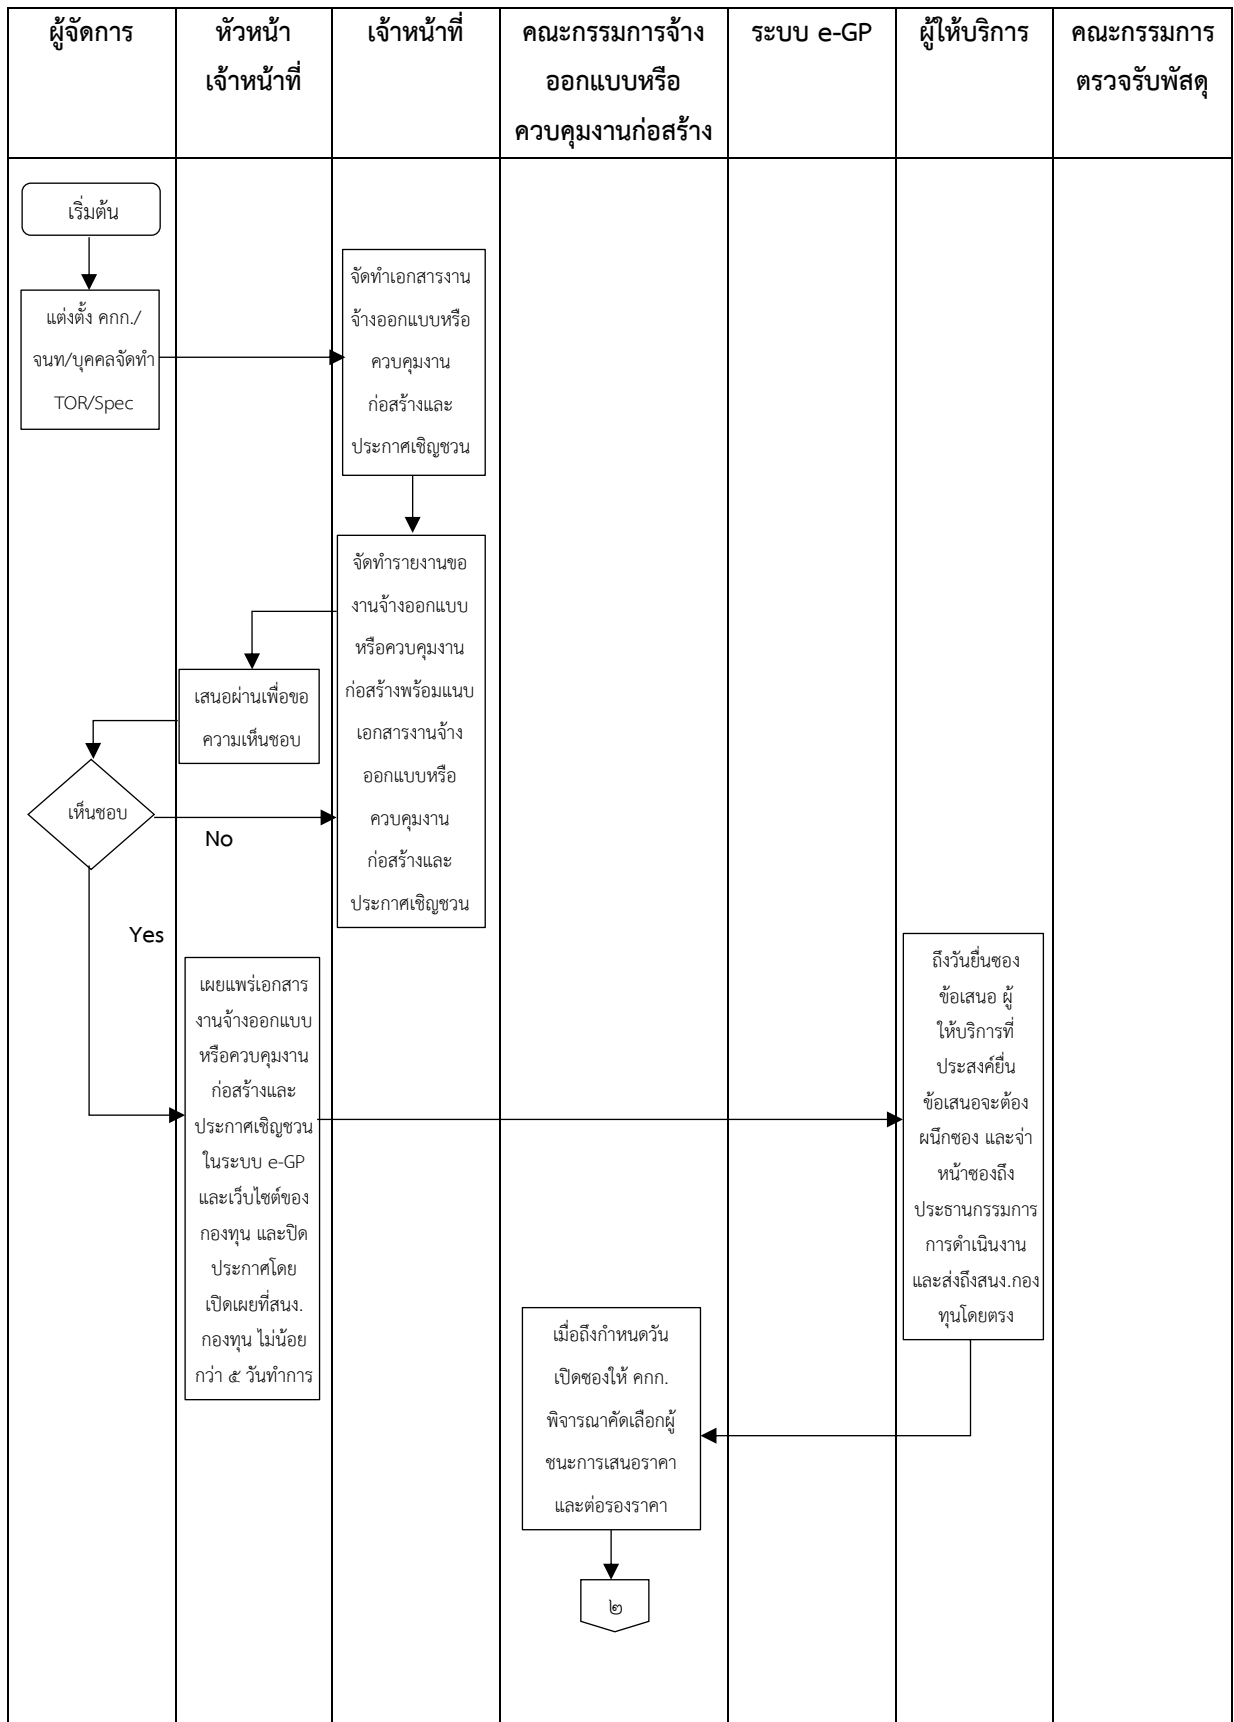 ผู้จัดการ
หัวหน้า
เจ้าหน้าที่
เจ้าหน้าที่
คณะกรรมการจ้าง
ออกแบบหรือ
ควบคุมงานก่อสร้าง
ระบบ e-GP
ผู้ให้บริการ
คณะกรรมการ
ตรวจรับพัสดุ
เริ่มต้น
แต่งตั้ง คกก./
จนท/บุคคลจัดทำ
TOR/Spec
จัดทำเอกสารงาน
จ้างออกแบบหรือ
ควบคุมงาน
ก่อสร้างและ
ประกาศเชิญชวน
จัดทำรายงานขอ
งานจ้างออกแบบ
หรือควบคุมงาน
ก่อสร้างพร้อมแนบ
เอกสารงานจ้าง
ออกแบบหรือ
ควบคุมงาน
ก่อสร้างและ
ประกาศเชิญชวน
เสนอผ่านเพื่อขอ
ความเห็นชอบ
เห็นชอบ
No
Yes
เผยแพร่เอกสาร
งานจ้างออกแบบ
หรือควบคุมงาน
ก่อสร้างและ
ประกาศเชิญชวน
ในระบบ e-GP
และเว็บไซต์ของ
กองทุน และปิด
ประกาศโดย
เปิดเผยที่สนง.
กองทุน ไม่น้อย
กว่า ๕ วันทำการ
ถึงวันยื่นซอง
ข้อเสนอ ผู้
ให้บริการที่
ประสงค์ยื่น
ข้อเสนอจะต้อง
ผนึกซอง และจ่า
หน้าซองถึง
ประธานกรรมการ
การดำเนินงาน
และส่งถึงสนง.กอง
ทุนโดยตรง
เมื่อถึงกำหนดวัน
เปิดซองให้ คกก.
พิจารณาคัดเลือกผู้
ชนะการเสนอราคา
และต่อรองราคา
๒